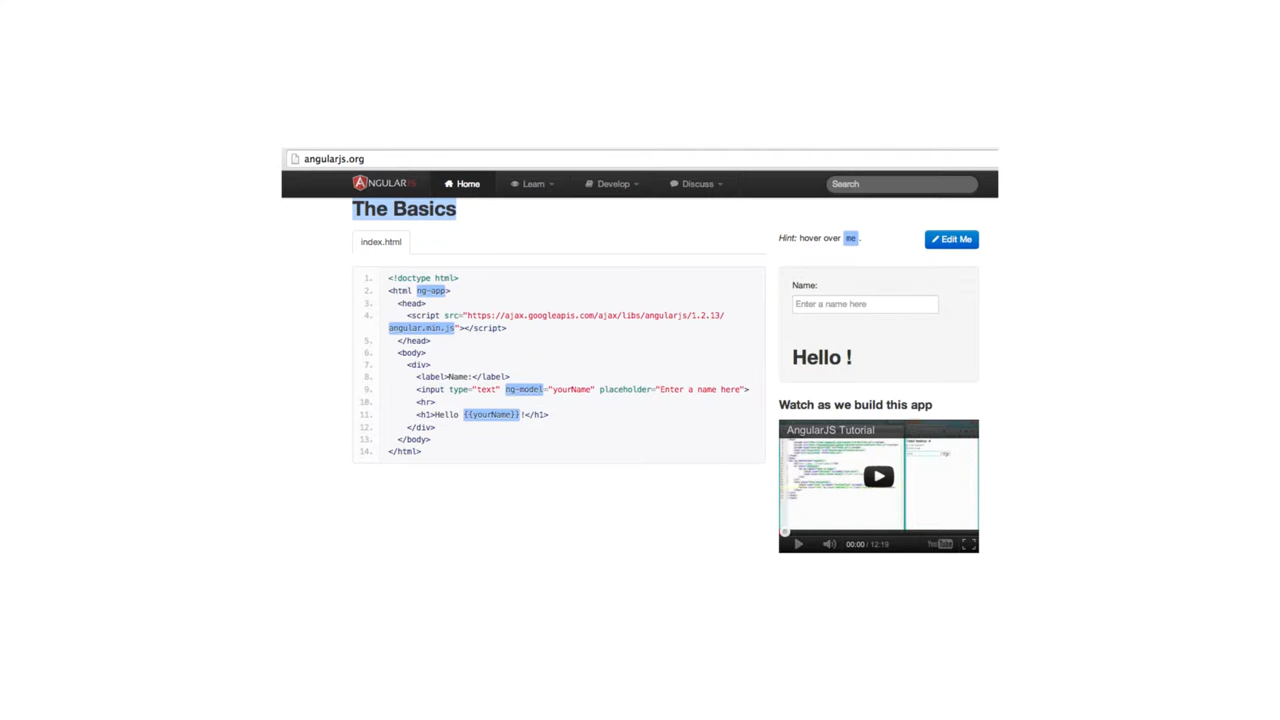 angularjs.org
ANGULARJS Home Learn Develop Discuss Search
The Basics
index.html
Hint: hover over me.
Edit Me
1. <!doctype html>
2. <html ng-app>
3. <head>
4. <script src="https://ajax.googleapis.com/ajax/libs/angularjs/1.2.13/
angular.min.js"></script>
5. </head>
6. <body>
7. <div>
8. <label>Name:</label>
9. <input type="text" ng-model="yourName" placeholder="Enter a name here">
10. <hr>
11. <h1>Hello {{yourName}}!</h1>
12. </div>
13. </body>
14. </html>
Name:
Enter a name here
Hello !
Watch as we build this app
AngularJS Tutorial
00:00 / 12:19 YouTube